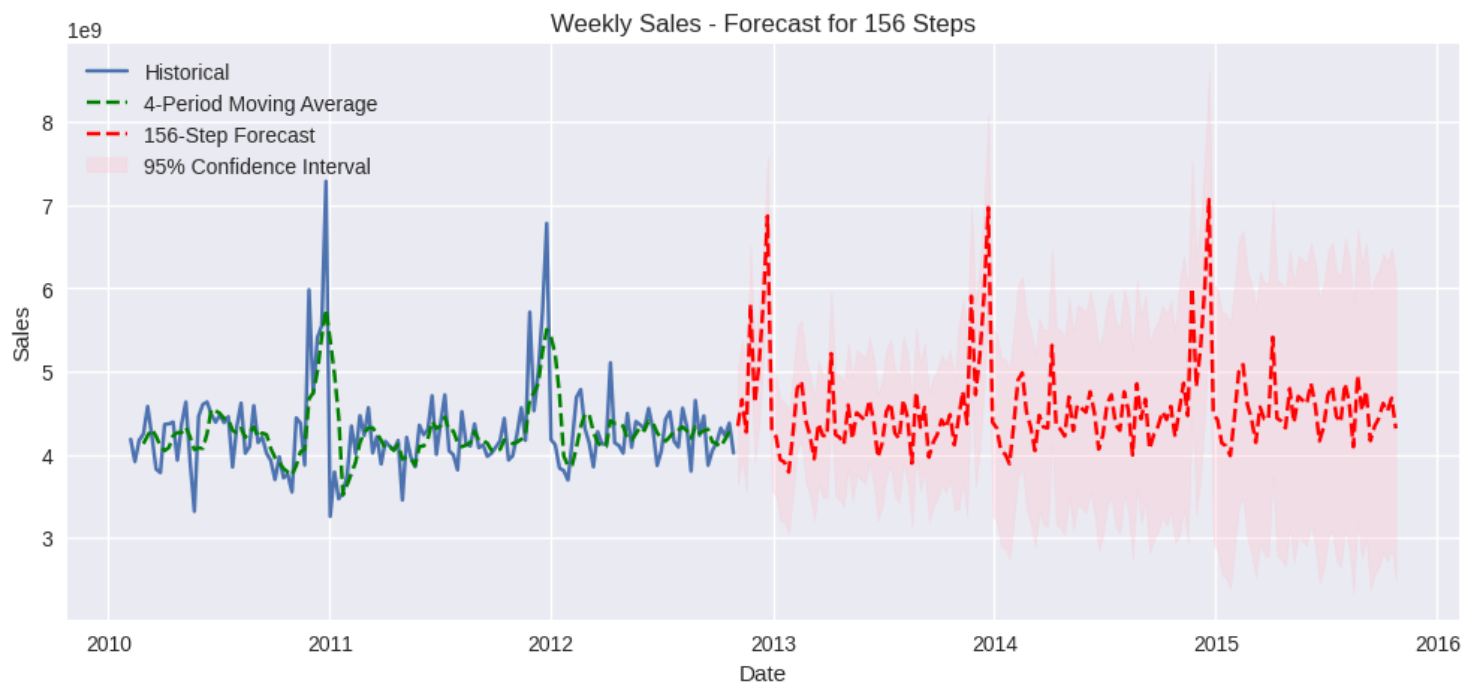 Weekly Sales - Forecast for 156 Steps
1e9
Historical
4-Period Moving Average
156-Step Forecast
95% Confidence Interval
8
7
6
5
4
3
Sales
2010 2011 2012 2013 2014 2015 2016
Date